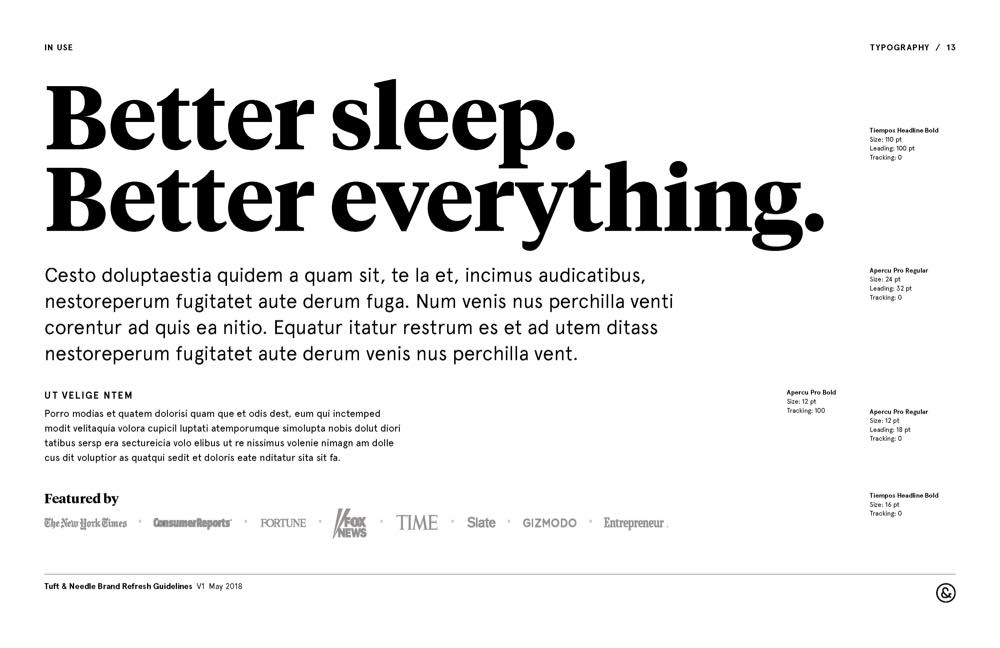 IN USE
TYPOGRAPHY / 13
Better sleep.
Better everything.
Tiempos Headline Bold
Size: 110 pt
Leading: 100 pt
Tracking: 0
Cesto doluptaestia quidem a quam sit, te la et, incimus audicatibus,
nestoreperum fugitatet aute derum fuga. Num venis nus perchilla venti
corentur ad quis ea nitio. Equatur itatur restrum es et ad utem ditass
nestoreperum fugitatet aute derum venis nus perchilla vent.
Apercu Pro Regular
Size: 24 pt
Leading: 32 pt
Tracking: 0
UT VELIGE NTEM
Apercu Pro Bold
Size: 12 pt
Tracking: 100
Porro modias et quatem dolorisi quam que et odis dest, eum qui inctemped
modit velitaquia volora cupicil luptati atemporumque simolupta nobis dolut diori
tatibus sersp era sectureicia volo elibus ut re nissimus volenie nimagn am dolle
cus dit voluptior as quatqui sedit et doloris eate nditatur sita sit fa.
Apercu Pro Regular
Size: 12 pt
Leading: 18 pt
Tracking: 0
Featured by
Tiempos Headline Bold
Size: 16 pt
Tracking: 0
The New York Times • ConsumerReports • FORTUNE • FOX NEWS • TIME • Slate • GIZMODO • Entrepreneur.
Tuft & Needle Brand Refresh Guidelines V1 May 2018
&